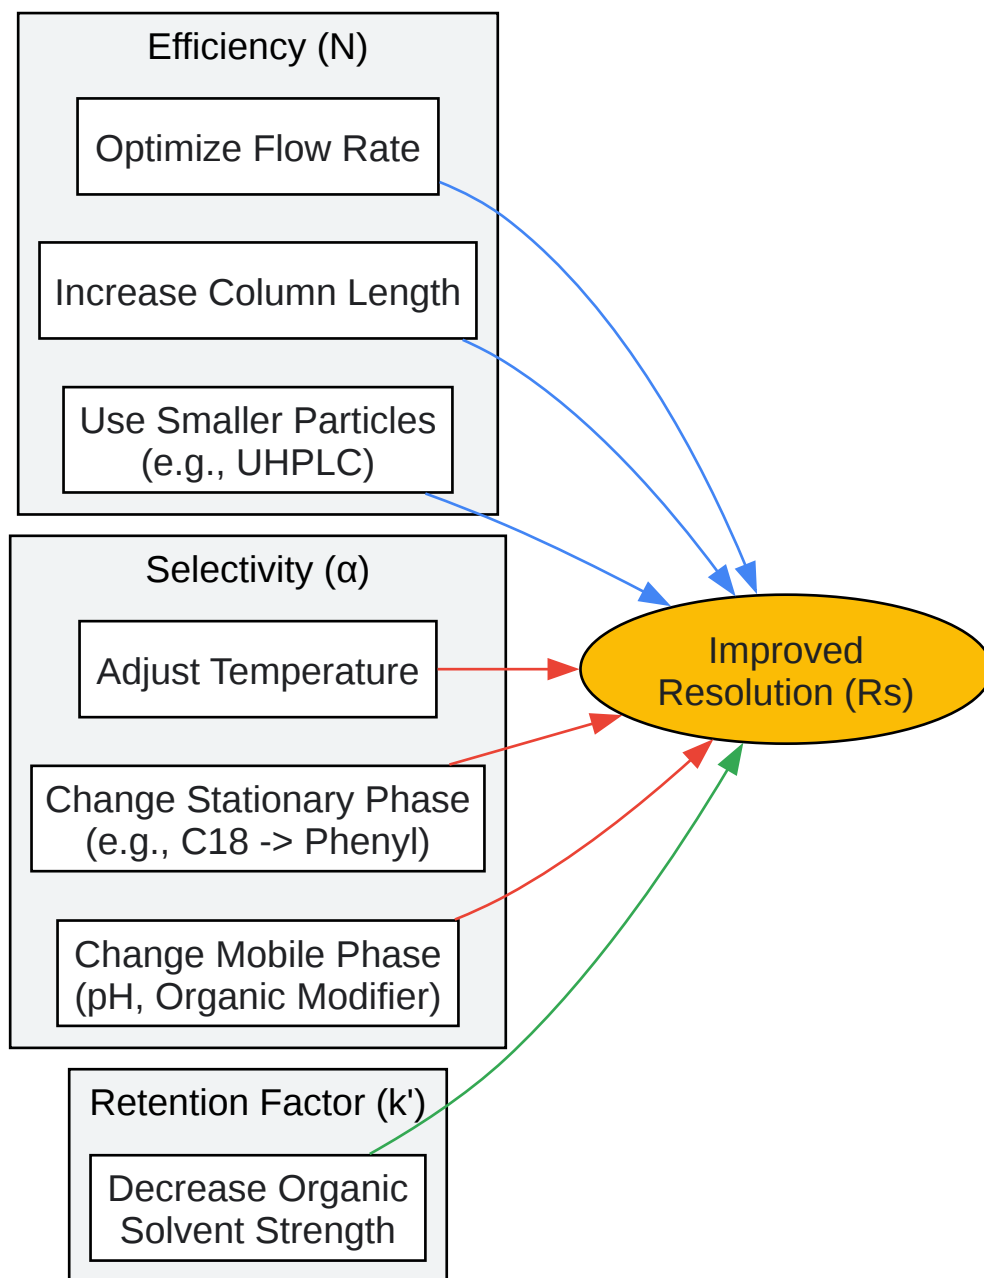 Efficiency (N)
Optimize Flow Rate
Increase Column Length
Use Smaller Particles
(e.g., UHPLC)
Selectivity (α)
Adjust Temperature
Change Stationary Phase
(e.g., C18 -> Phenyl)
Change Mobile Phase
(pH, Organic Modifier)
Retention Factor (k')
Decrease Organic
Solvent Strength
Improved
Resolution (Rs)